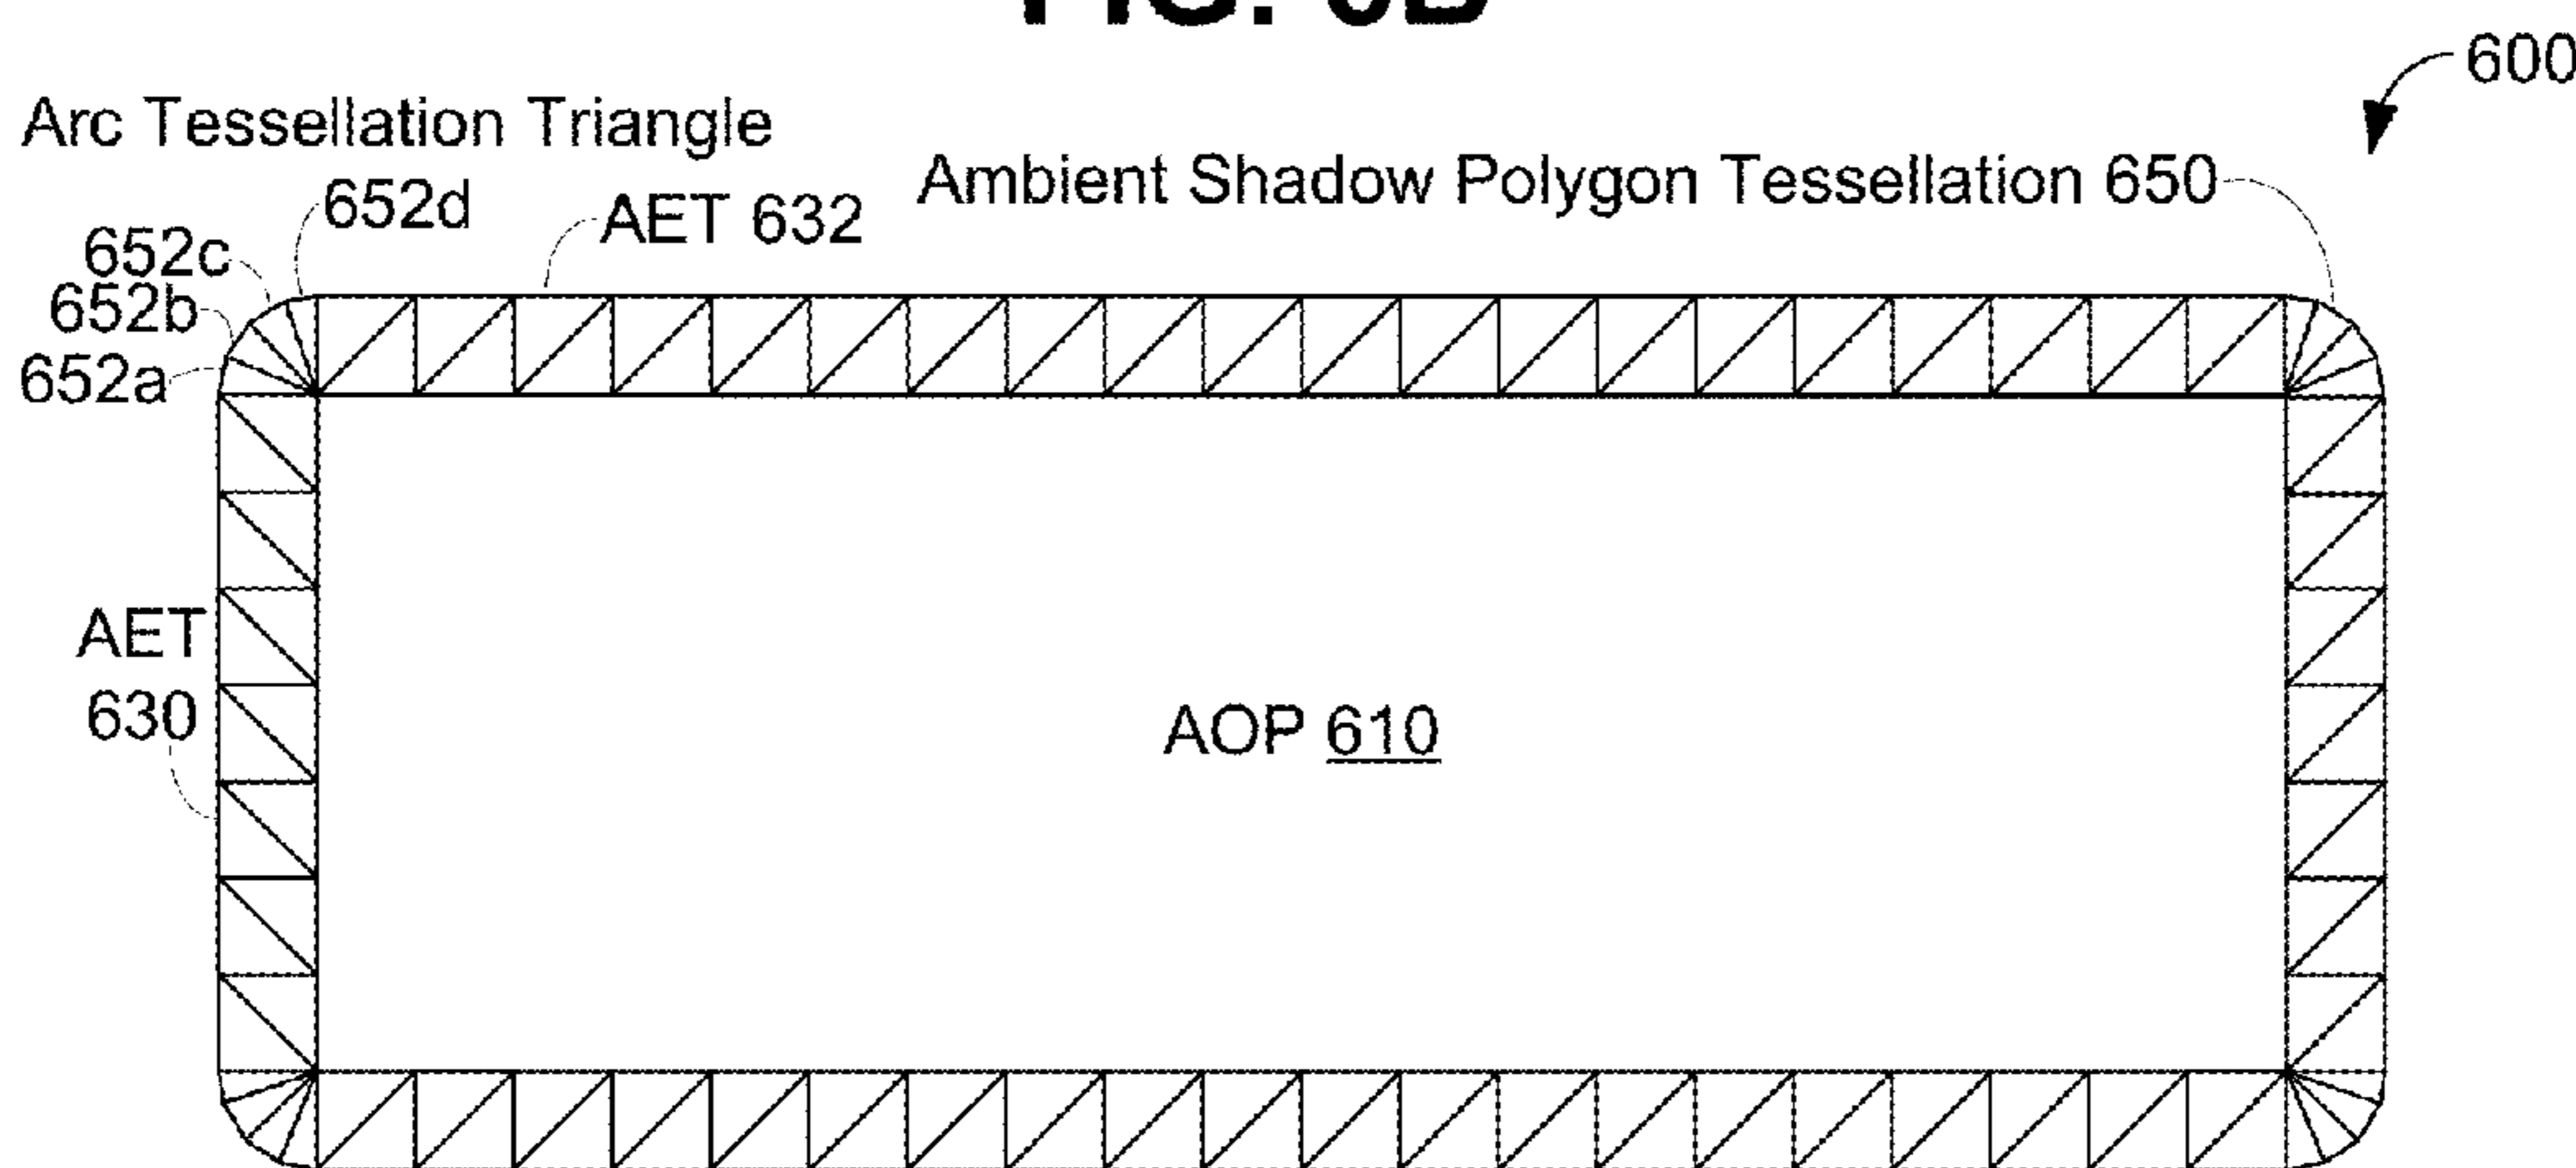 600
Arc Tessellation Triangle
652d
AET 632
Ambient Shadow Polygon Tessellation 650
652c
652b
652a
AET
630
AOP 610